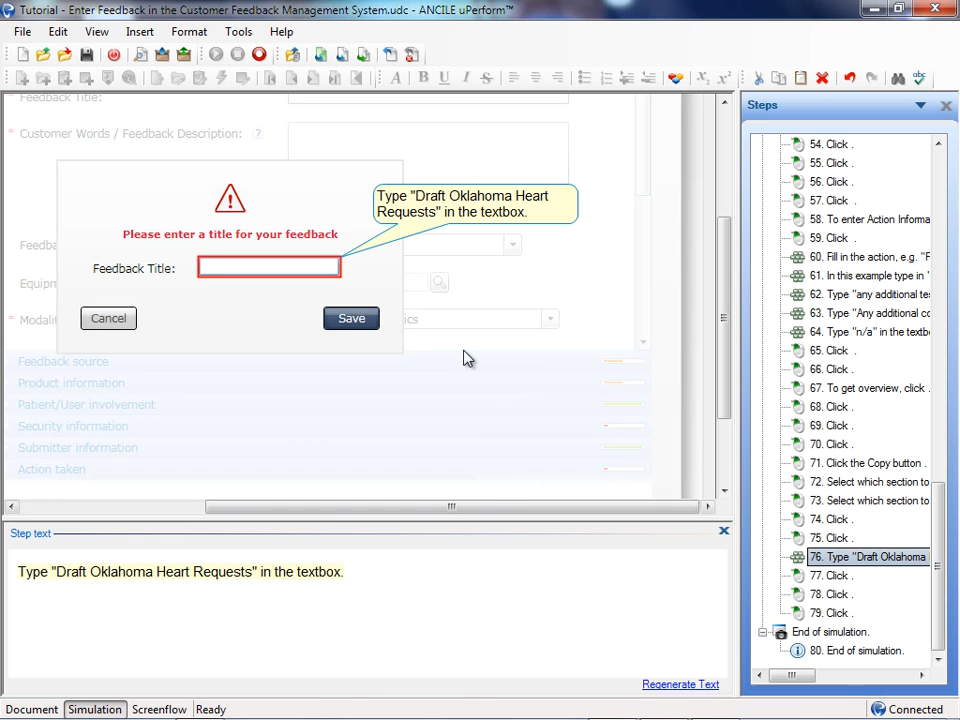 Tutorial - Enter Feedback in the Customer Feedback Management System.udc - ANCILE uPerform™
File Edit View Insert Format Tools Help
Feedback Title:
* Customer Words / Feedback Description: ?
Type "Draft Oklahoma Heart
Requests" in the textbox.
Please enter a title for your feedback
Feedback Title:
Cancel
Save
Feedba
Equipm
* Modalit
ics
Feedback source
Product information
Patient/User involvement
Security information
Submitter information
Action taken
Step text
Type "Draft Oklahoma Heart Requests" in the textbox.
Regenerate Text
Steps
54. Click .
55. Click .
56. Click .
57. Click .
58. To enter Action Informa
59. Click .
60. Fill in the action, e.g. "F
61. In this example type in "
62. Type "any additional te
63. Type "Any additional co
64. Type "n/a" in the textb
65. Click .
66. Click .
67. To get overview, click .
68. Click .
69. Click .
70. Click .
71. Click the Copy button .
72. Select which section to
73. Select which section to
74. Click .
75. Click .
76. Type "Draft Oklahoma
77. Click .
78. Click .
79. Click .
End of simulation.
80. End of simulation.
Document Simulation Screenflow Ready
Connected